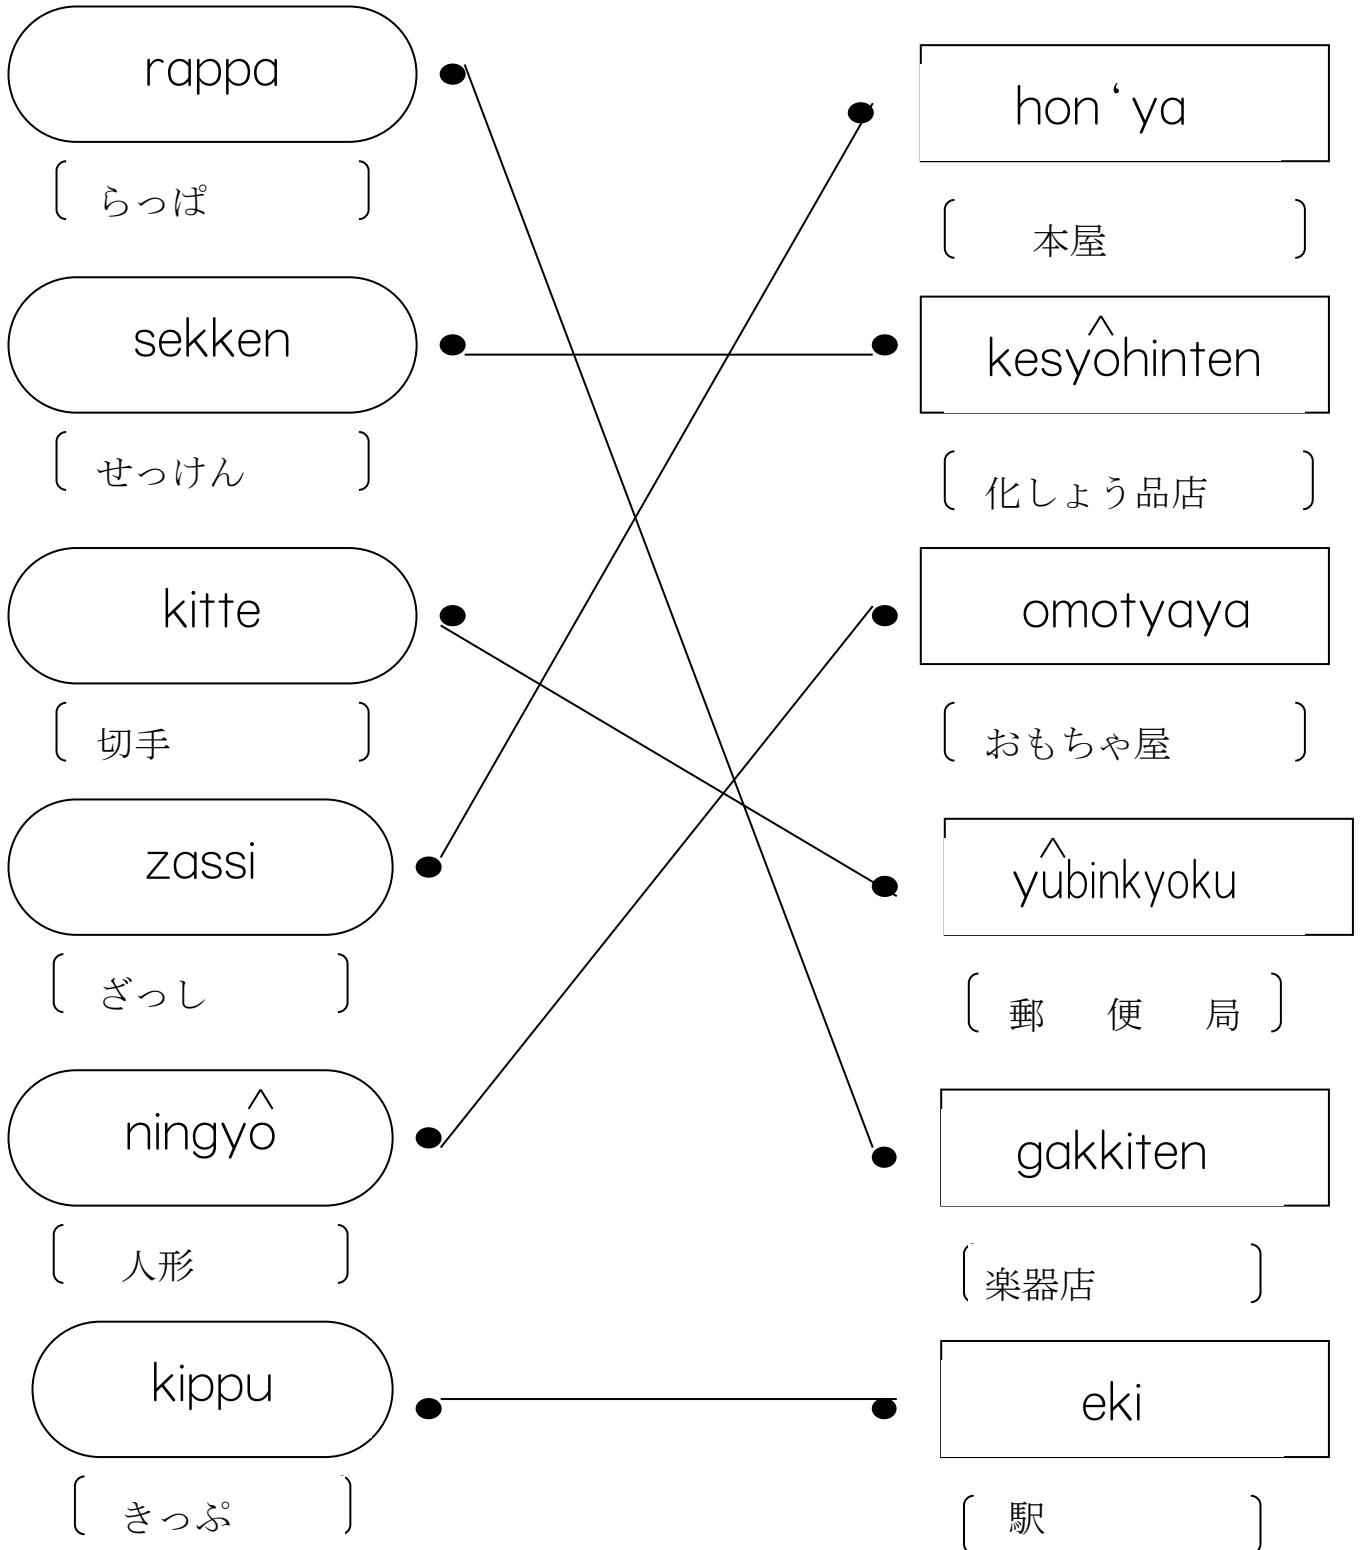 rappa
〔 らっぱ 〕
sekken
〔 せっけん 〕
kitte
〔 切手 〕
zassi
〔 ざっし 〕
ningyô
〔 人形 〕
kippu
〔 きっぷ 〕
hon‘ya
〔 本屋 〕
kesyôhinten
〔 化しょう品店 〕
omotyaya
〔 おもちゃ屋 〕
yûbinkyoku
〔 郵 便 局 〕
gakkiten
〔 楽器店 〕
eki
〔 駅 〕